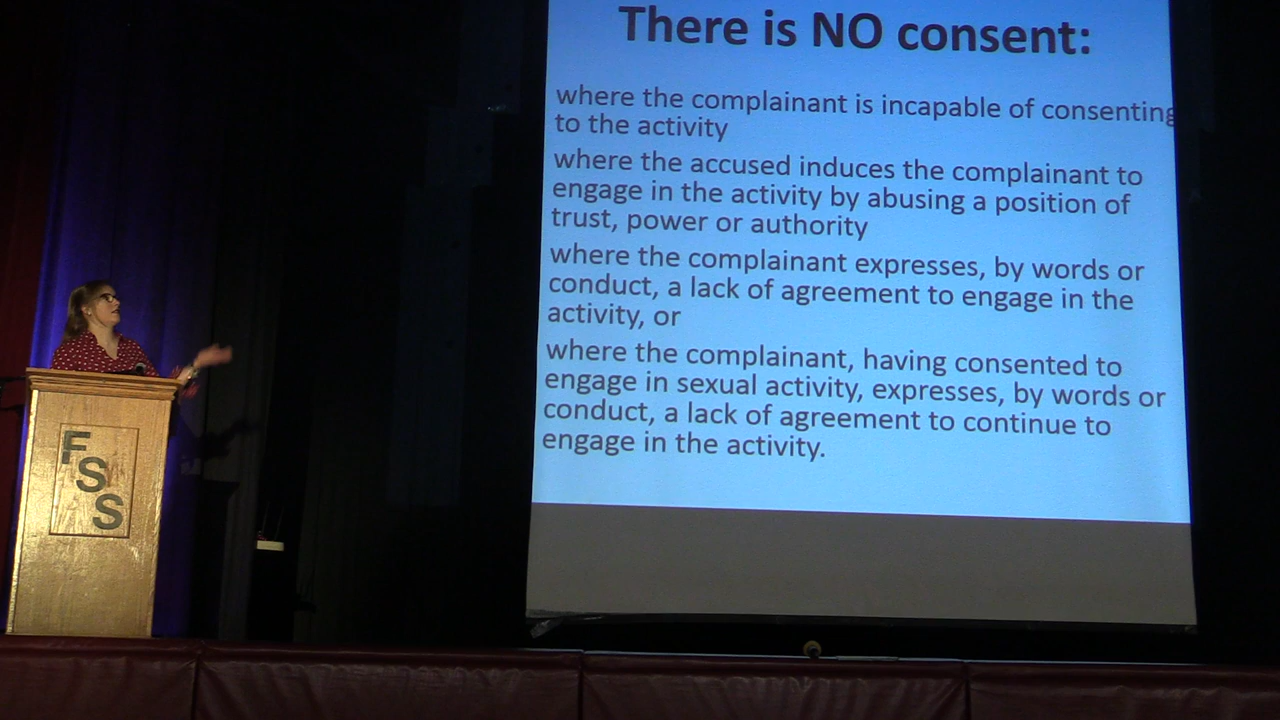 There is NO consent:
where the complainant is incapable of consenting
to the activity
where the accused induces the complainant to
engage in the activity by abusing a position of
trust, power or authority
where the complainant expresses, by words or
conduct, a lack of agreement to engage in the
activity, or
where the complainant, having consented to
engage in sexual activity, expresses, by words or
conduct, a lack of agreement to continue to
engage in the activity.
F
S
S